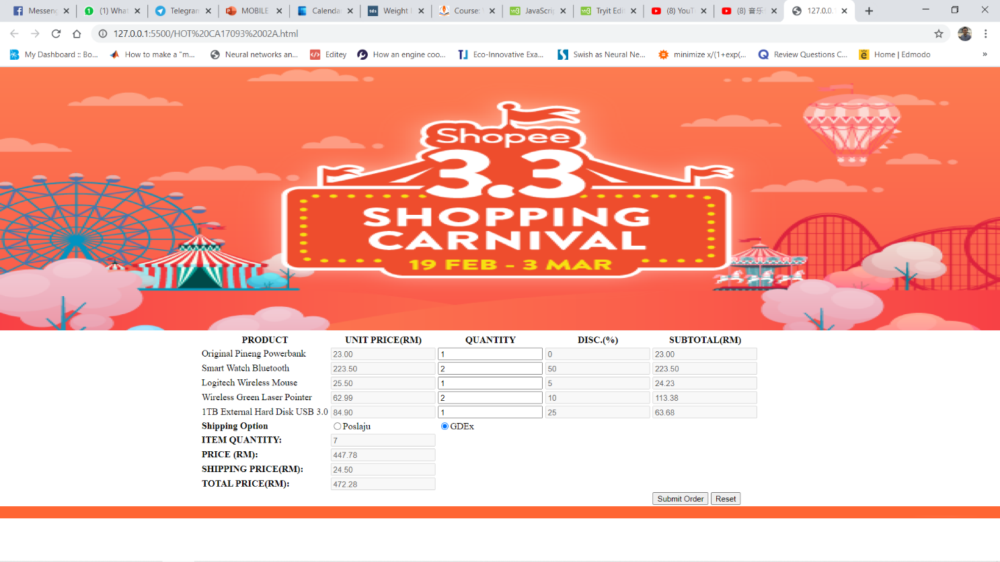 Messeng
(1) What
Telegram
MOBILE
Calenda
tds Weight
Course:
w3 JavaScri
w3 Tryit Edi
(8) YouT
(8) 音乐
127.0.0.
127.0.0.1:5500/HOT%20CA17093%2002A.html
My Dashboard :: Bo...
How to make a "m...
Neural networks an...
Editey
How an engine coo...
Eco-Innovative Exa...
Swish as Neural Ne...
minimize x/(1+exp(...
Review Questions C...
Home | Edmodo
»
Shopee
3.3
SHOPPING
CARNIVAL
19 FEB - 3 MAR
PRODUCT UNIT PRICE(RM) QUANTITY DISC.(%) SUBTOTAL(RM)
Original Pineng Powerbank 23.00 1 0 23.00
Smart Watch Bluetooth 223.50 2 50 223.50
Logitech Wireless Mouse 25.50 1 5 24.23
Wireless Green Laser Pointer 62.99 2 10 113.38
1TB External Hard Disk USB 3.0 84.90 1 25 63.68
Shipping Option Poslaju GDEx
ITEM QUANTITY: 7
PRICE (RM): 447.78
SHIPPING PRICE(RM): 24.50
TOTAL PRICE(RM): 472.28
Submit Order Reset